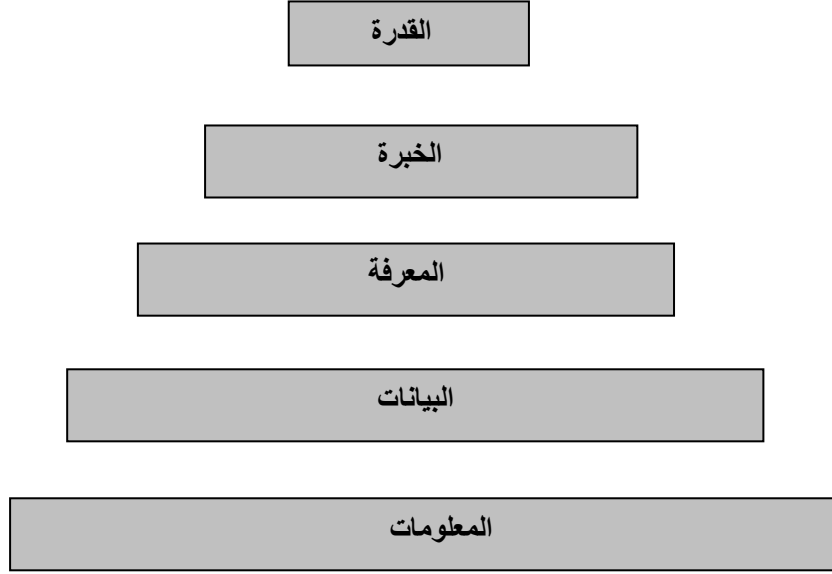 القدرة
الخبرة
المعرفة
البيانات
المعلومات